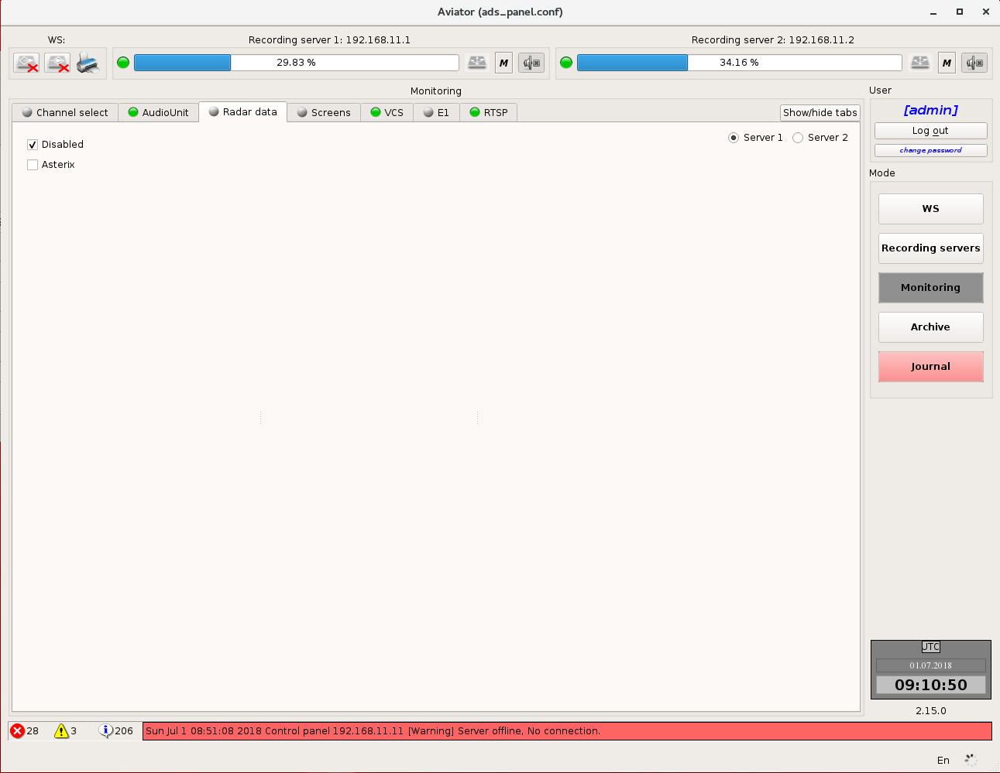 Aviator (ads_panel.conf)
WS:
Recording server 1: 192.168.11.1
Recording server 2: 192.168.11.2
29.83 %
M
34.16 %
M
Monitoring
User
Channel select
AudioUnit
Radar data
Screens
VCS
E1
RTSP
Show/hide tabs
[admin]
Log out
change password
Disabled
Asterix
Server 1
Server 2
Mode
WS
Recording servers
Monitoring
Archive
Journal
UTC
01.07.2018
09:10:50
2.15.0
28
3
206
Sun Jul 1 08:51:08 2018 Control panel 192.168.11.11 [Warning] Server offline, No connection.
En